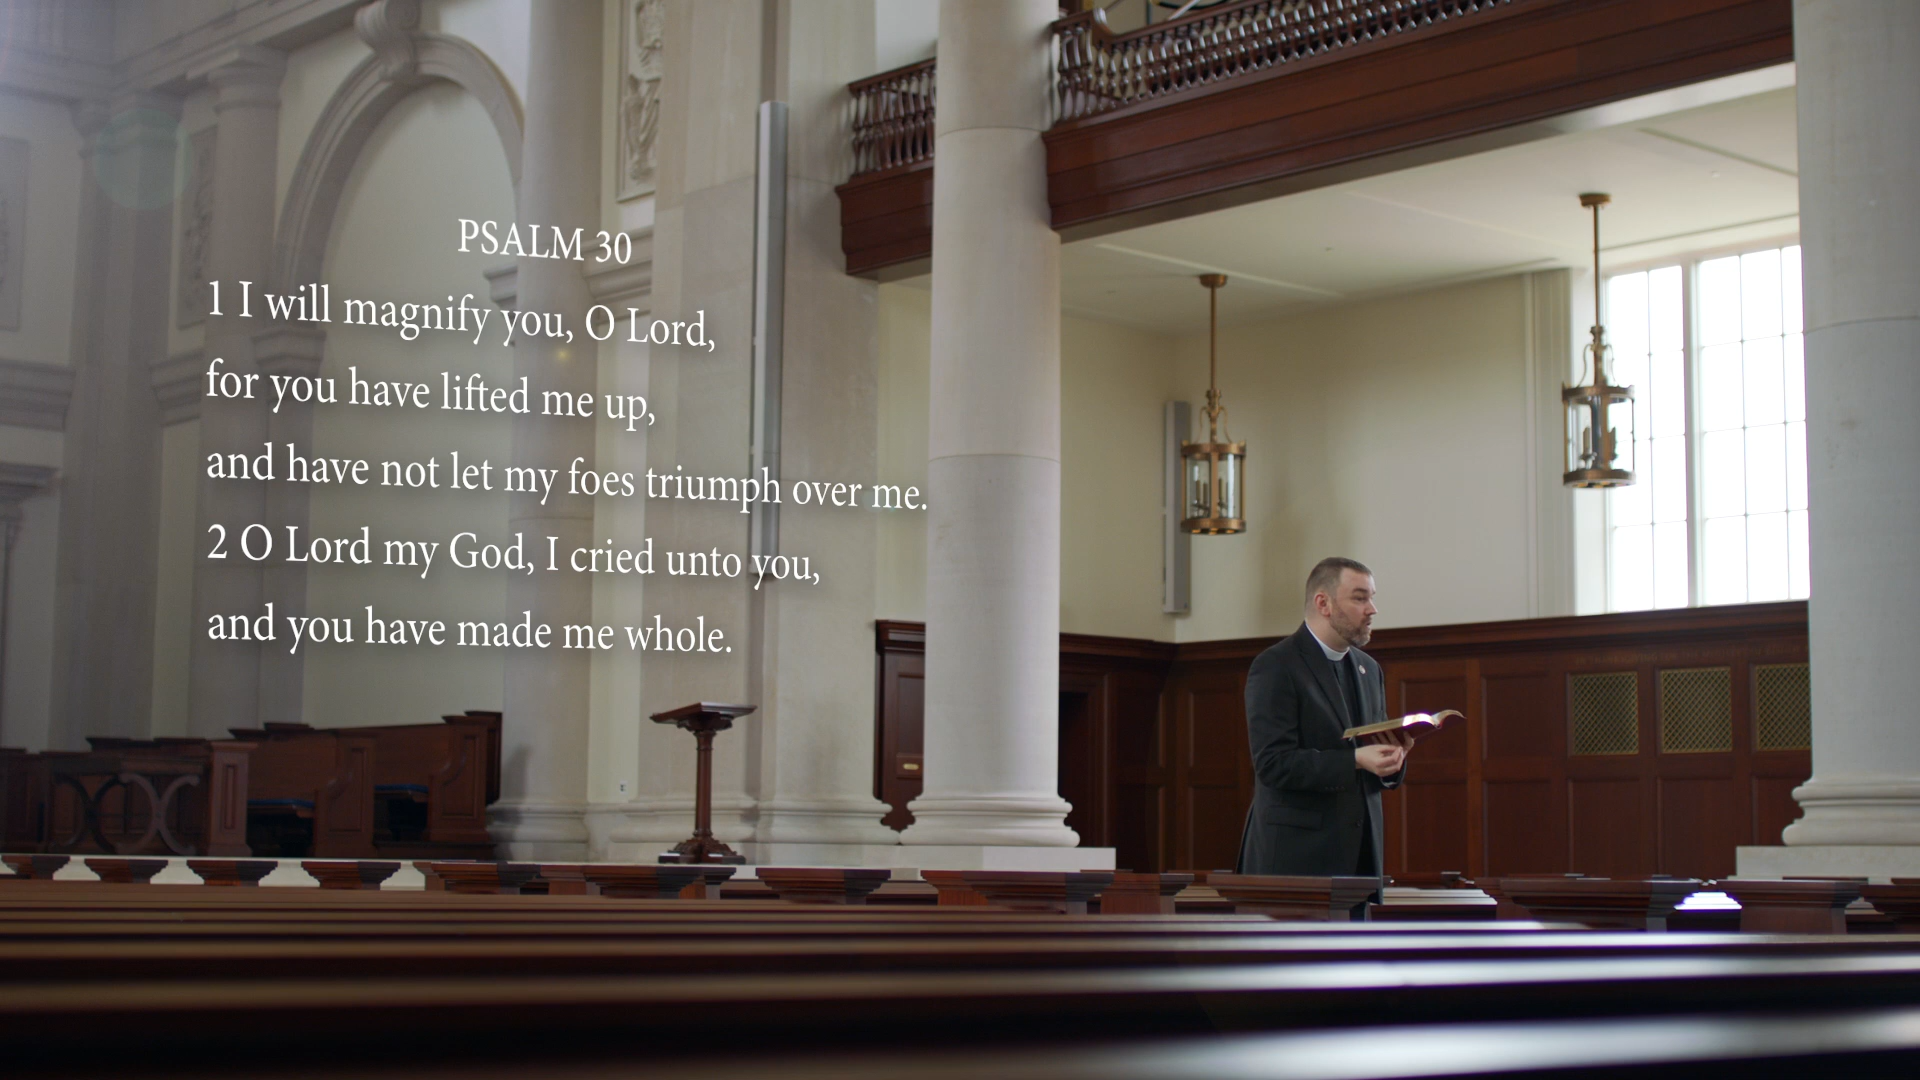 PSALM 30
1 I will magnify you, O Lord,
for you have lifted me up,
and have not let my foes triumph over me.
2 O Lord my God, I cried unto you,
and you have made me whole.